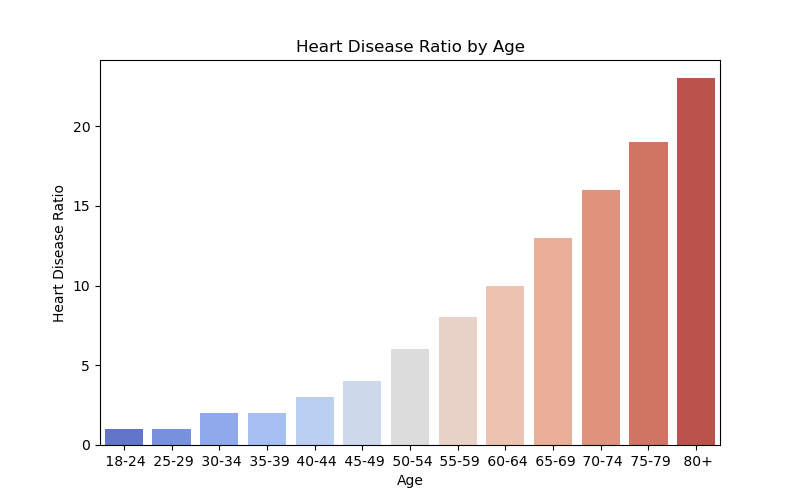 Heart Disease Ratio by Age
Heart Disease Ratio
20
15
10
5
0
18-24 25-29 30-34 35-39 40-44 45-49 50-54 55-59 60-64 65-69 70-74 75-79 80+
Age